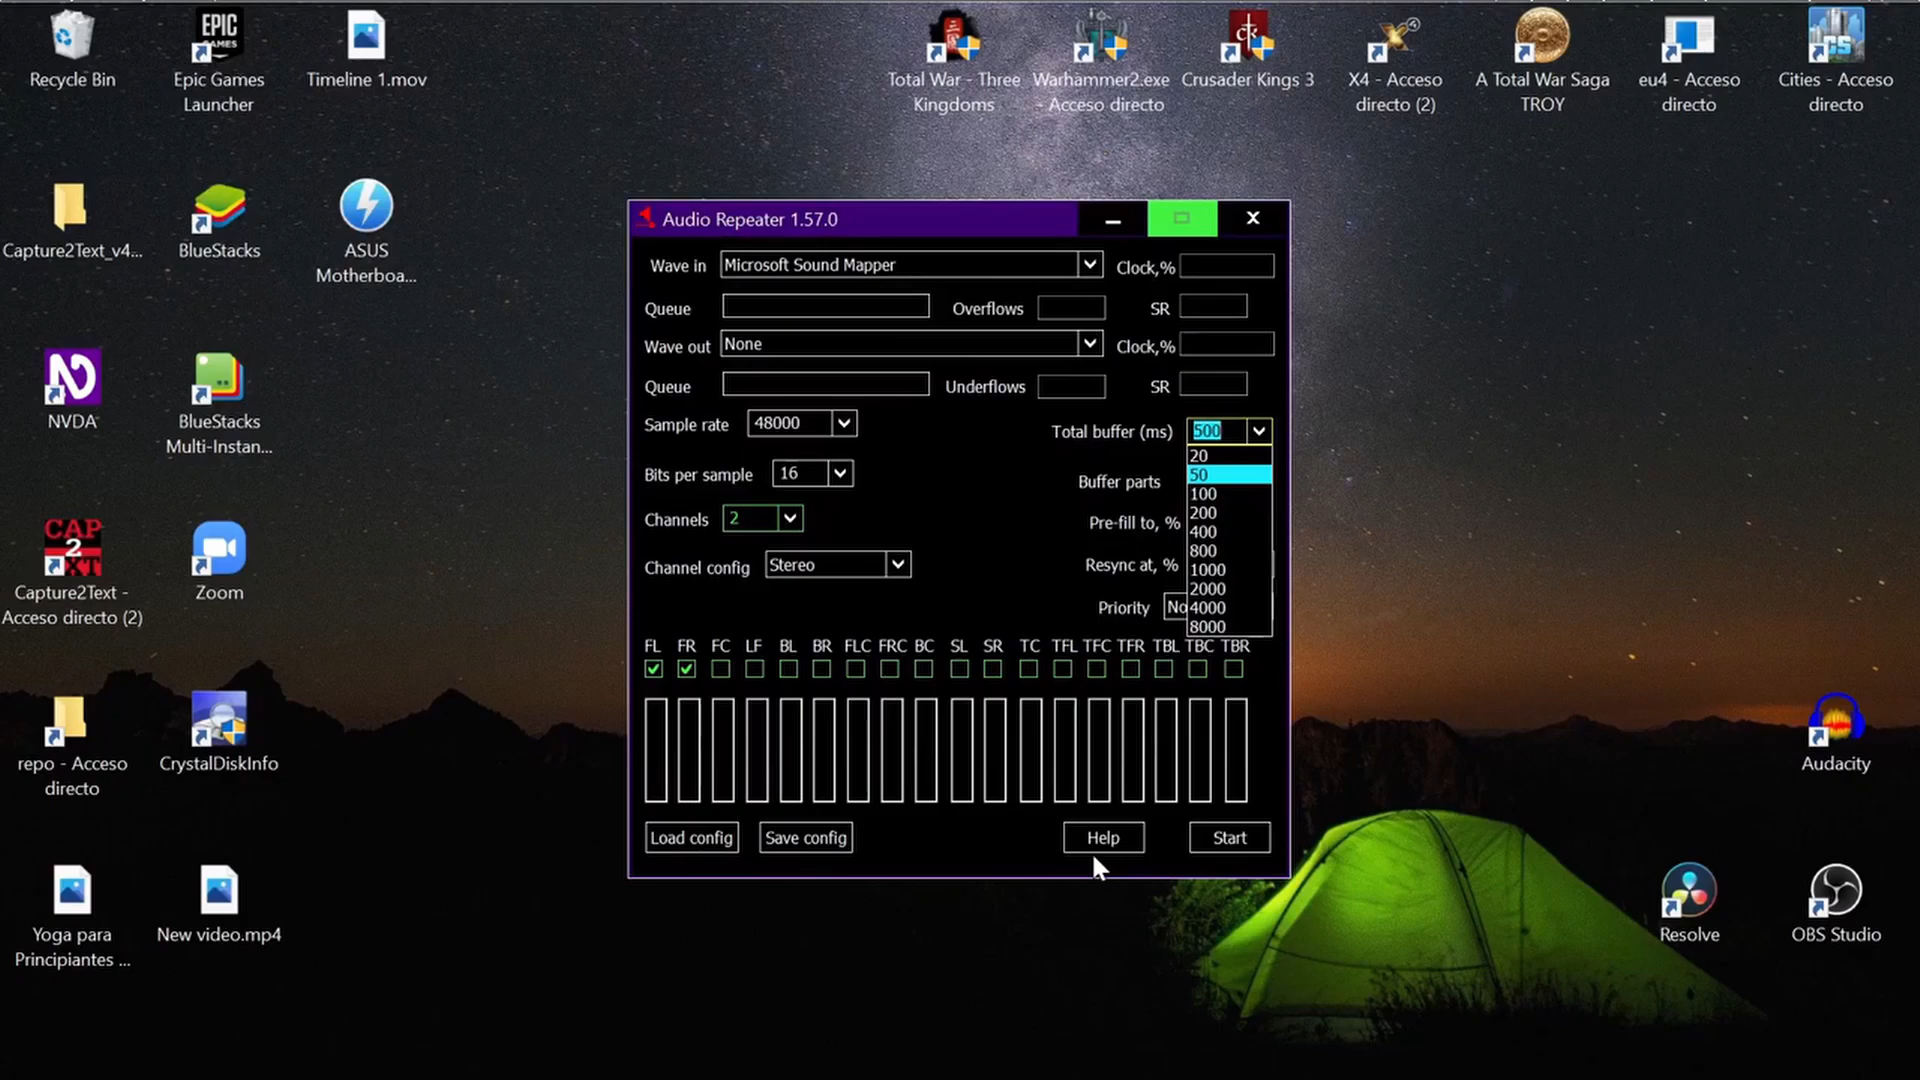 Recycle Bin
Epic Games
Launcher
Timeline 1.mov
Total War - Three
Kingdoms
Warhammer2.exe
- Acceso directo
Crusader Kings 3
X4 - Acceso
directo (2)
A Total War Saga
TROY
eu4 - Acceso
directo
Cities - Acceso
directo
Capture2Text_v4...
BlueStacks
ASUS
Motherboa...
NVDA
BlueStacks
Multi-Instan...
CAP
2
TXT
Capture2Text -
Acceso directo (2)
Zoom
repo - Acceso
directo
CrystalDiskInfo
Yoga para
Principiantes ...
New video.mp4
Audacity
Resolve
OBS Studio
Audio Repeater 1.57.0
Wave in
Microsoft Sound Mapper
Clock,%
Queue
Overflows
SR
Wave out
None
Clock,%
Queue
Underflows
SR
Sample rate
48000
Total buffer (ms)
500
20
50
100
200
400
800
1000
2000
4000
8000
Bits per sample
16
Buffer parts
Channels
2
Pre-fill to, %
Channel config
Stereo
Resync at, %
Priority
No
FL FR FC LF BL BR FLC FRC BC SL SR TC TFL TFC TFR TBL TBC TBR
Load config
Save config
Help
Start